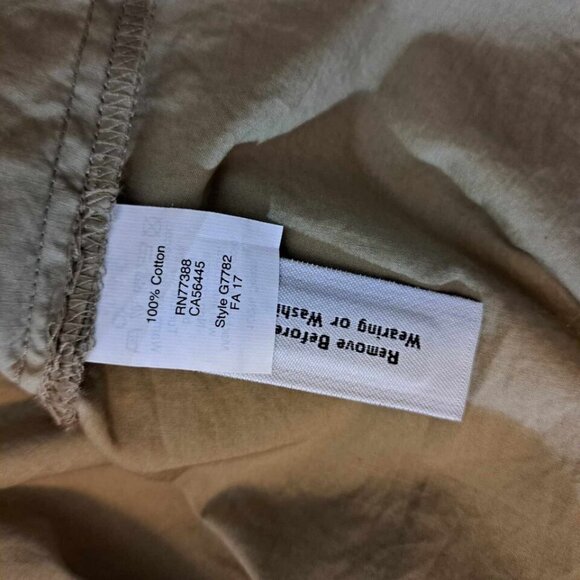 100% Cotton
RN77388
CA56445
Style G7782
FA 17
Remove Before
Wearing or Washi